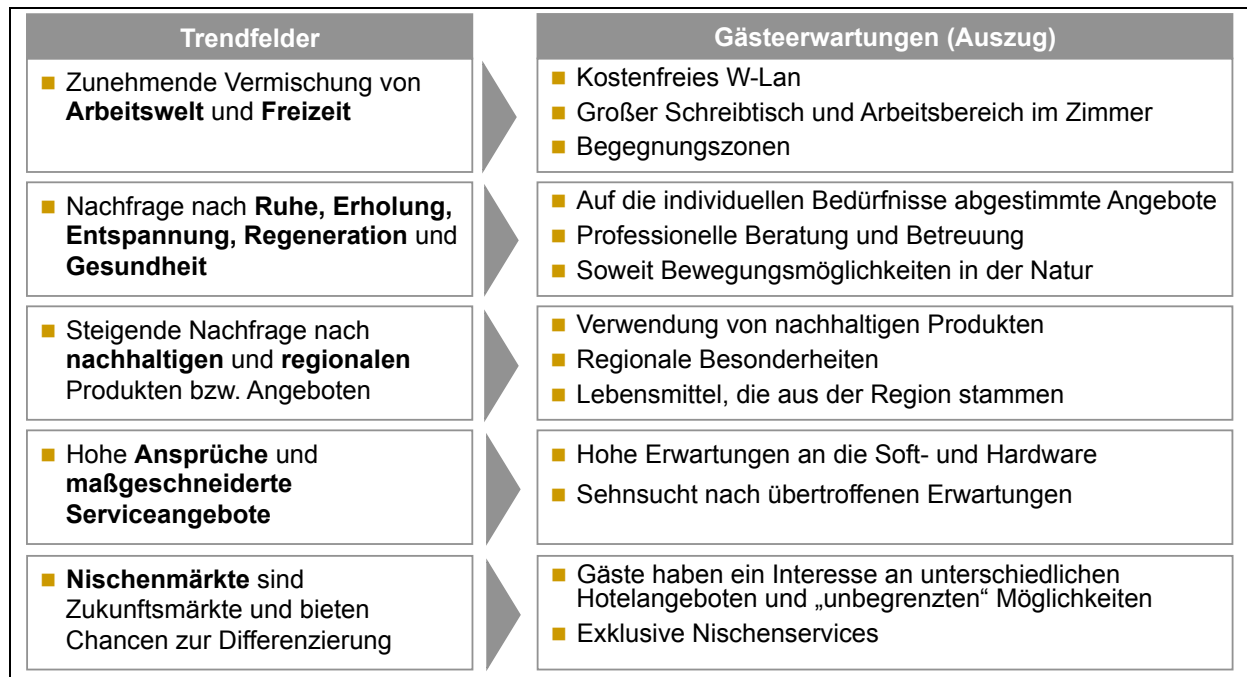 Trendfelder
Gästeerwartungen (Auszug)
Zunehmende Vermischung von
Arbeitswelt und Freizeit
Kostenfreies W-Lan
Großer Schreibtisch und Arbeitsbereich im Zimmer
Begegnungszonen
Nachfrage nach Ruhe, Erholung,
Entspannung, Regeneration und
Gesundheit
Auf die individuellen Bedürfnisse abgestimmte Angebote
Professionelle Beratung und Betreuung
Soweit Bewegungsmöglichkeiten in der Natur
Steigende Nachfrage nach
nachhaltigen und regionalen
Produkten bzw. Angeboten
Verwendung von nachhaltigen Produkten
Regionale Besonderheiten
Lebensmittel, die aus der Region stammen
Hohe Ansprüche und
maßgeschneiderte
Serviceangebote
Hohe Erwartungen an die Soft- und Hardware
Sehnsucht nach übertroffenen Erwartungen
Nischenmärkte sind
Zukunftsmärkte und bieten
Chancen zur Differenzierung
Gäste haben ein Interesse an unterschiedlichen
Hotelangeboten und „unbegrenzten“ Möglichkeiten
Exklusive Nischenservices